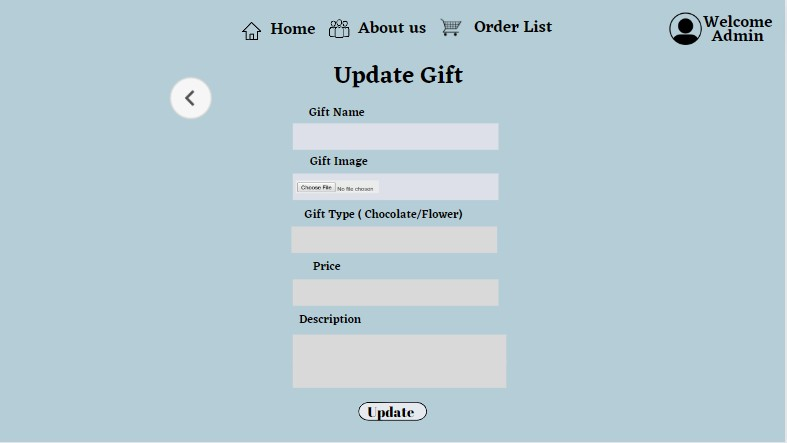 Home About us Order List
Welcome
Admin
Update Gift
Gift Name
Gift Image
Choose File No file chosen
Gift Type ( Chocolate/Flower)
Price
Description
Update